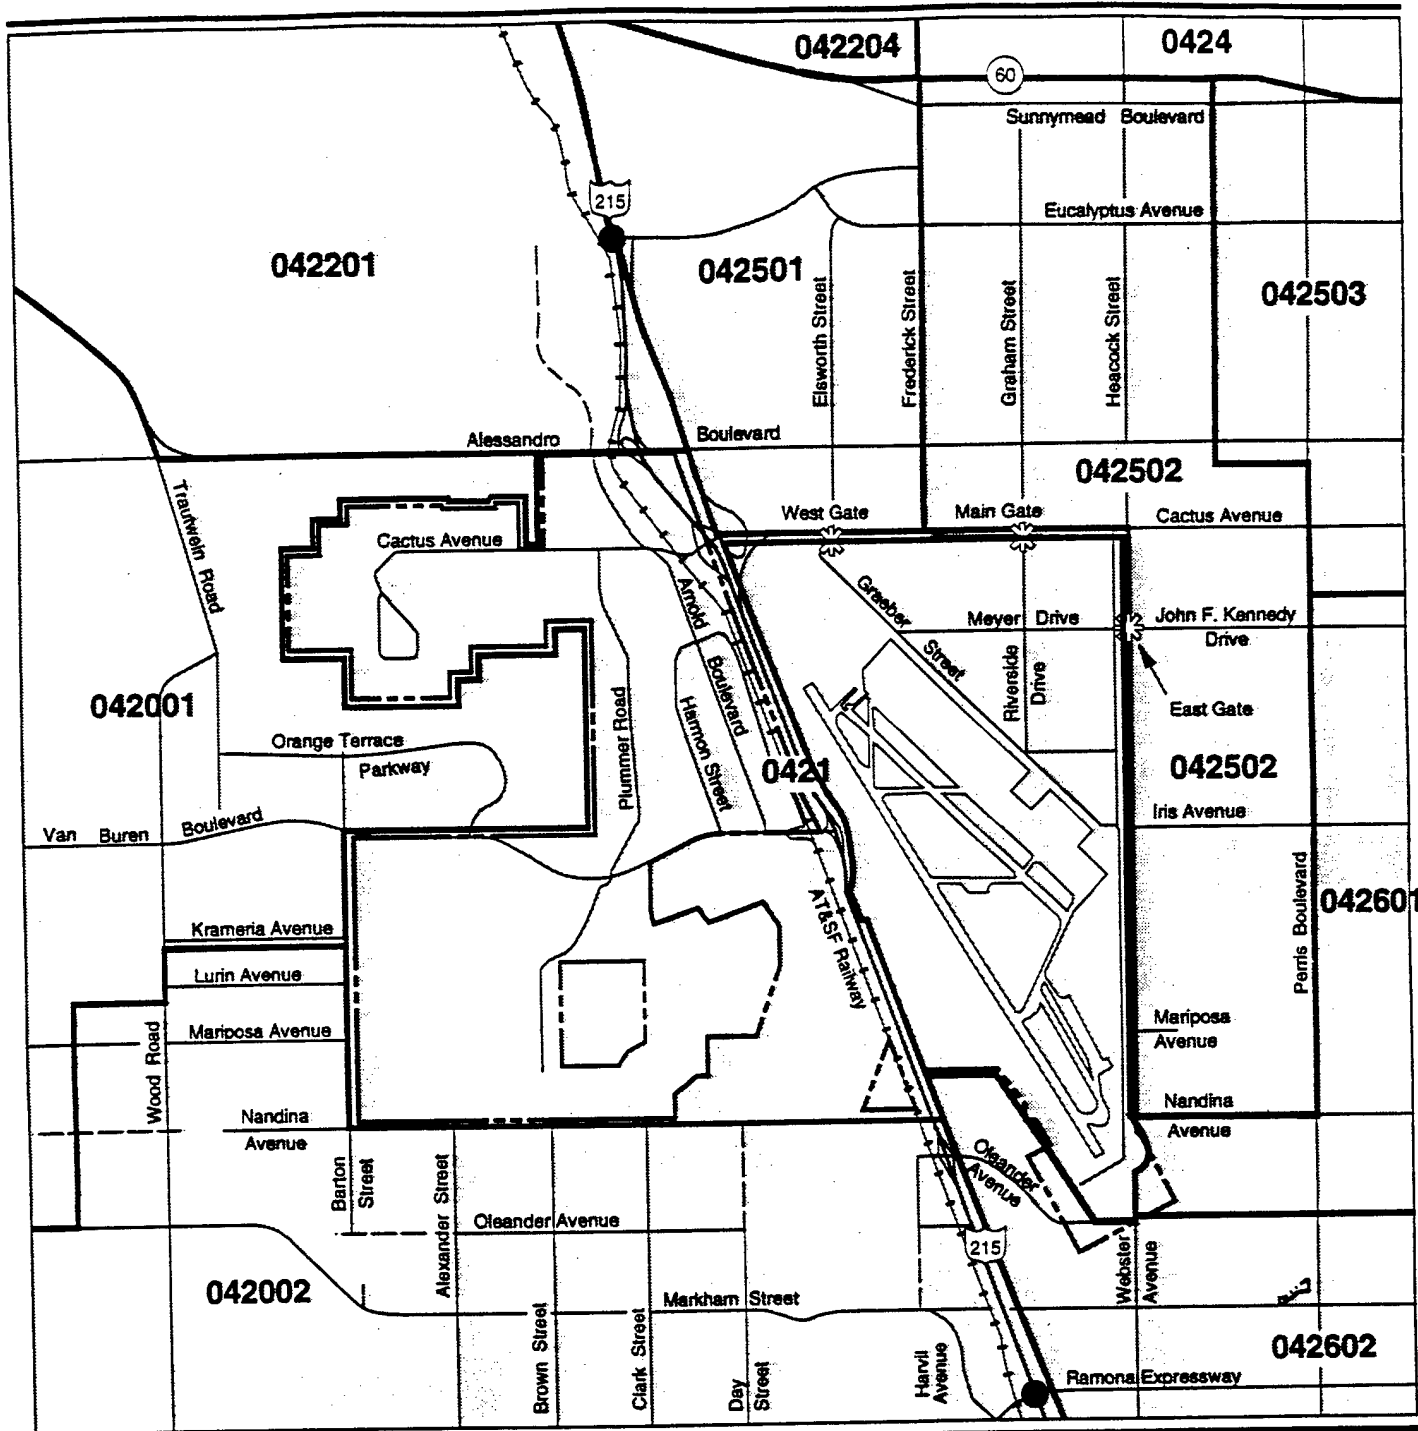 042204
0424
60
Sunnymead Boulevard
215
Eucalyptus Avenue
042201
042501
042503
Elsworth Street
Frederick Street
Graham Street
Heacock Street
Alessandro
Boulevard
042502
Trautwein Road
West Gate
Main Gate
Cactus Avenue
Cactus Avenue
Arnold
Boulevard
Graeber
Street
Meyer Drive
John F. Kennedy
Drive
Riverside
Drive
East Gate
042001
Plummer Road
Harmon Street
Orange Terrace
Parkway
0421
042502
Van Buren Boulevard
Iris Avenue
Perris Boulevard
042601
Krameria Avenue
AT&SF Railway
Lurin Avenue
Mariposa Avenue
Mariposa
Avenue
Wood Road
Nandina
Avenue
Nandina
Avenue
Barton
Street
Alexander Street
Oleander
Avenue
Oleander Avenue
215
Webster
Avenue
042002
Markham Street
Brown Street
Clark Street
Day
Street
Harvil
Avenue
042602
Ramona Expressway